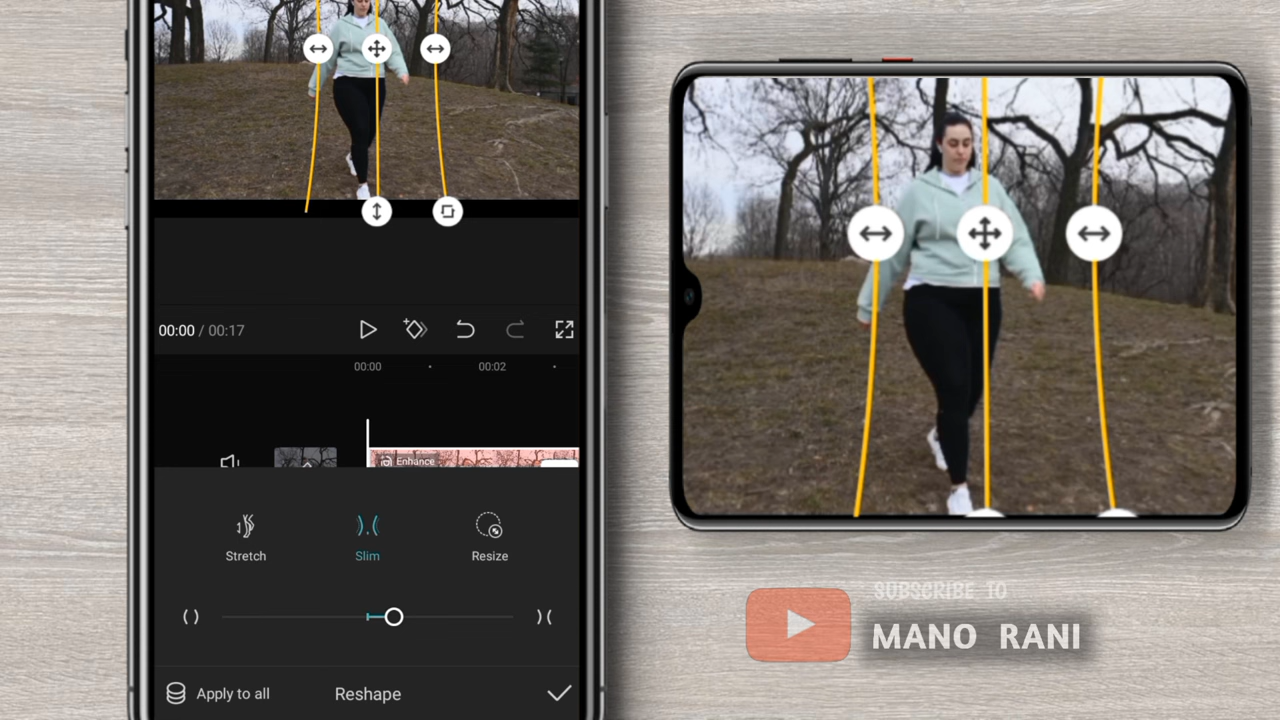 00:00 / 00:17
00:00
00:02
Enhance
Stretch
Slim
Resize
Apply to all
Reshape
SUBSCRIBE TO
MANO RANI